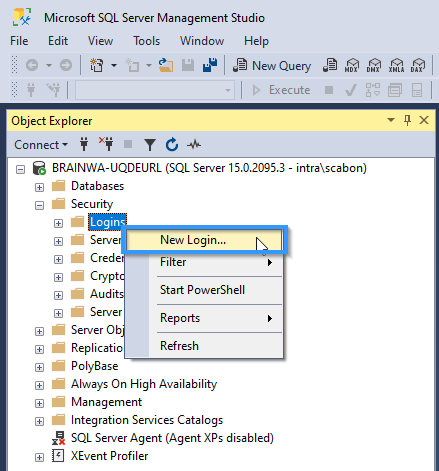 Microsoft SQL Server Management Studio
File Edit View Tools Window Help
New Query MDX DMX XMLA DAX
Execute
Object Explorer
Connect
BRAINWA-UQDEURL (SQL Server 15.0.2095.3 - intra\scabon)
Databases
Security
Logins
New Login...
Server
Filter
Creder
Crypto
Start PowerShell
Audits
Server
Reports
Server Obj
Replication
Refresh
PolyBase
Always On High Availability
Management
Integration Services Catalogs
SQL Server Agent (Agent XPs disabled)
XEvent Profiler